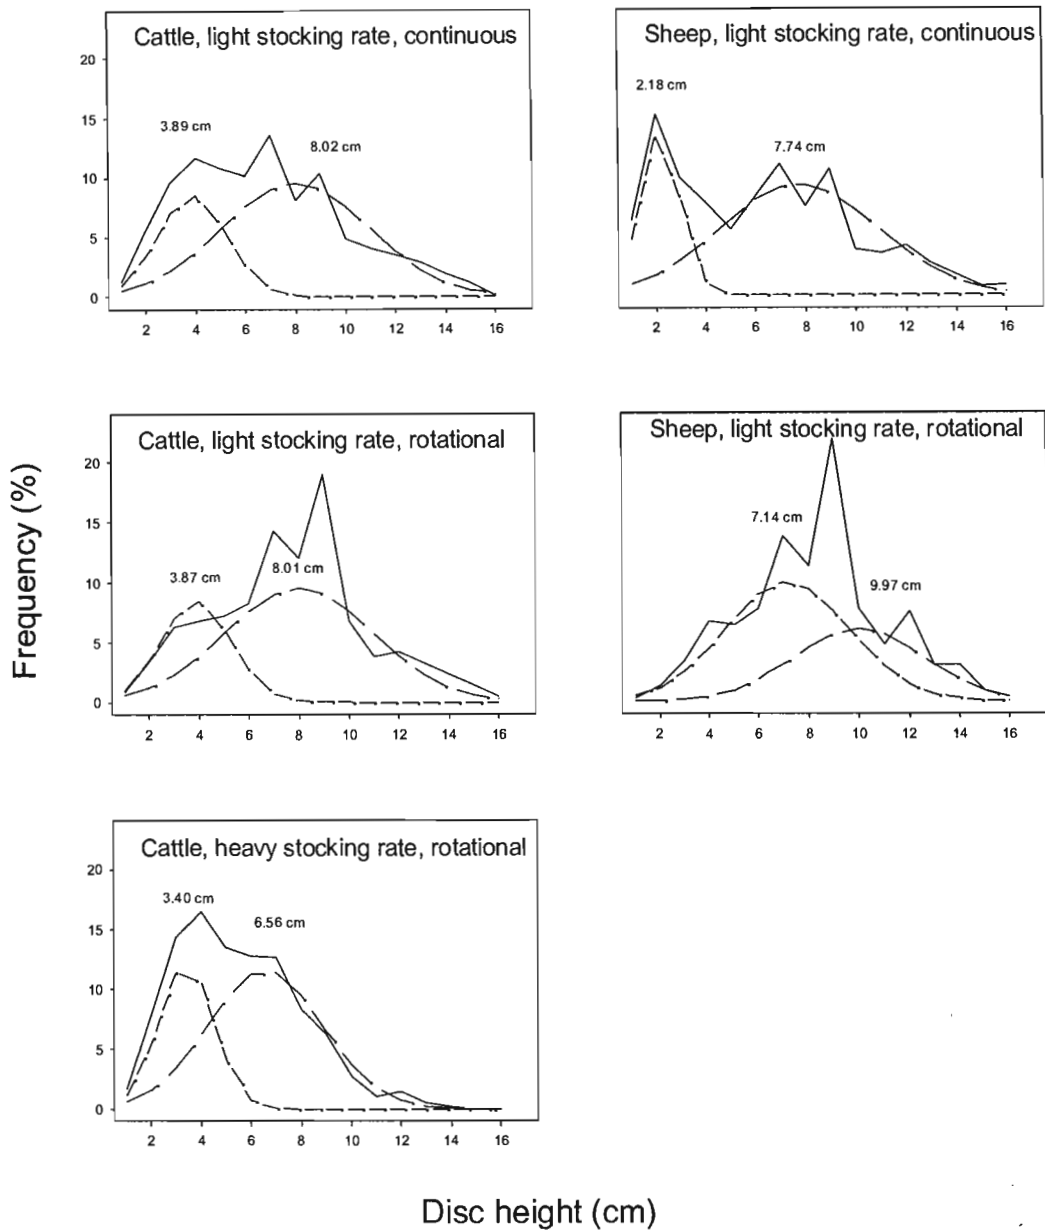 Cattle, light stocking rate, continuous
20
15
10
5
0
3.89 cm
8.02 cm
2 4 6 8 10 12 14 16
Sheep, light stocking rate, continuous
2.18 cm
7.74 cm
2 4 6 8 10 12 14 16
Cattle, light stocking rate, rotational
20
15
10
5
0
3.87 cm
8.01 cm
2 4 6 8 10 12 14 16
Sheep, light stocking rate, rotational
7.14 cm
9.97 cm
2 4 6 8 10 12 14 16
Frequency (%)
Cattle, heavy stocking rate, rotational
20
15
10
5
0
3.40 cm
6.56 cm
2 4 6 8 10 12 14 16
Disc height (cm)